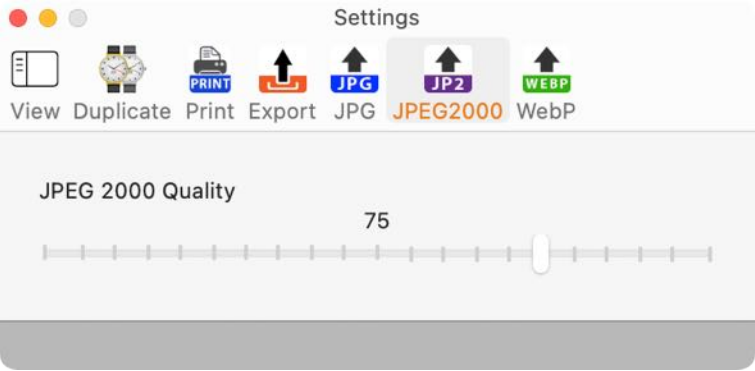 Settings
PRINT JPG JP2 WEBP
View Duplicate Print Export JPG JPEG2000 WebP
JPEG 2000 Quality
75